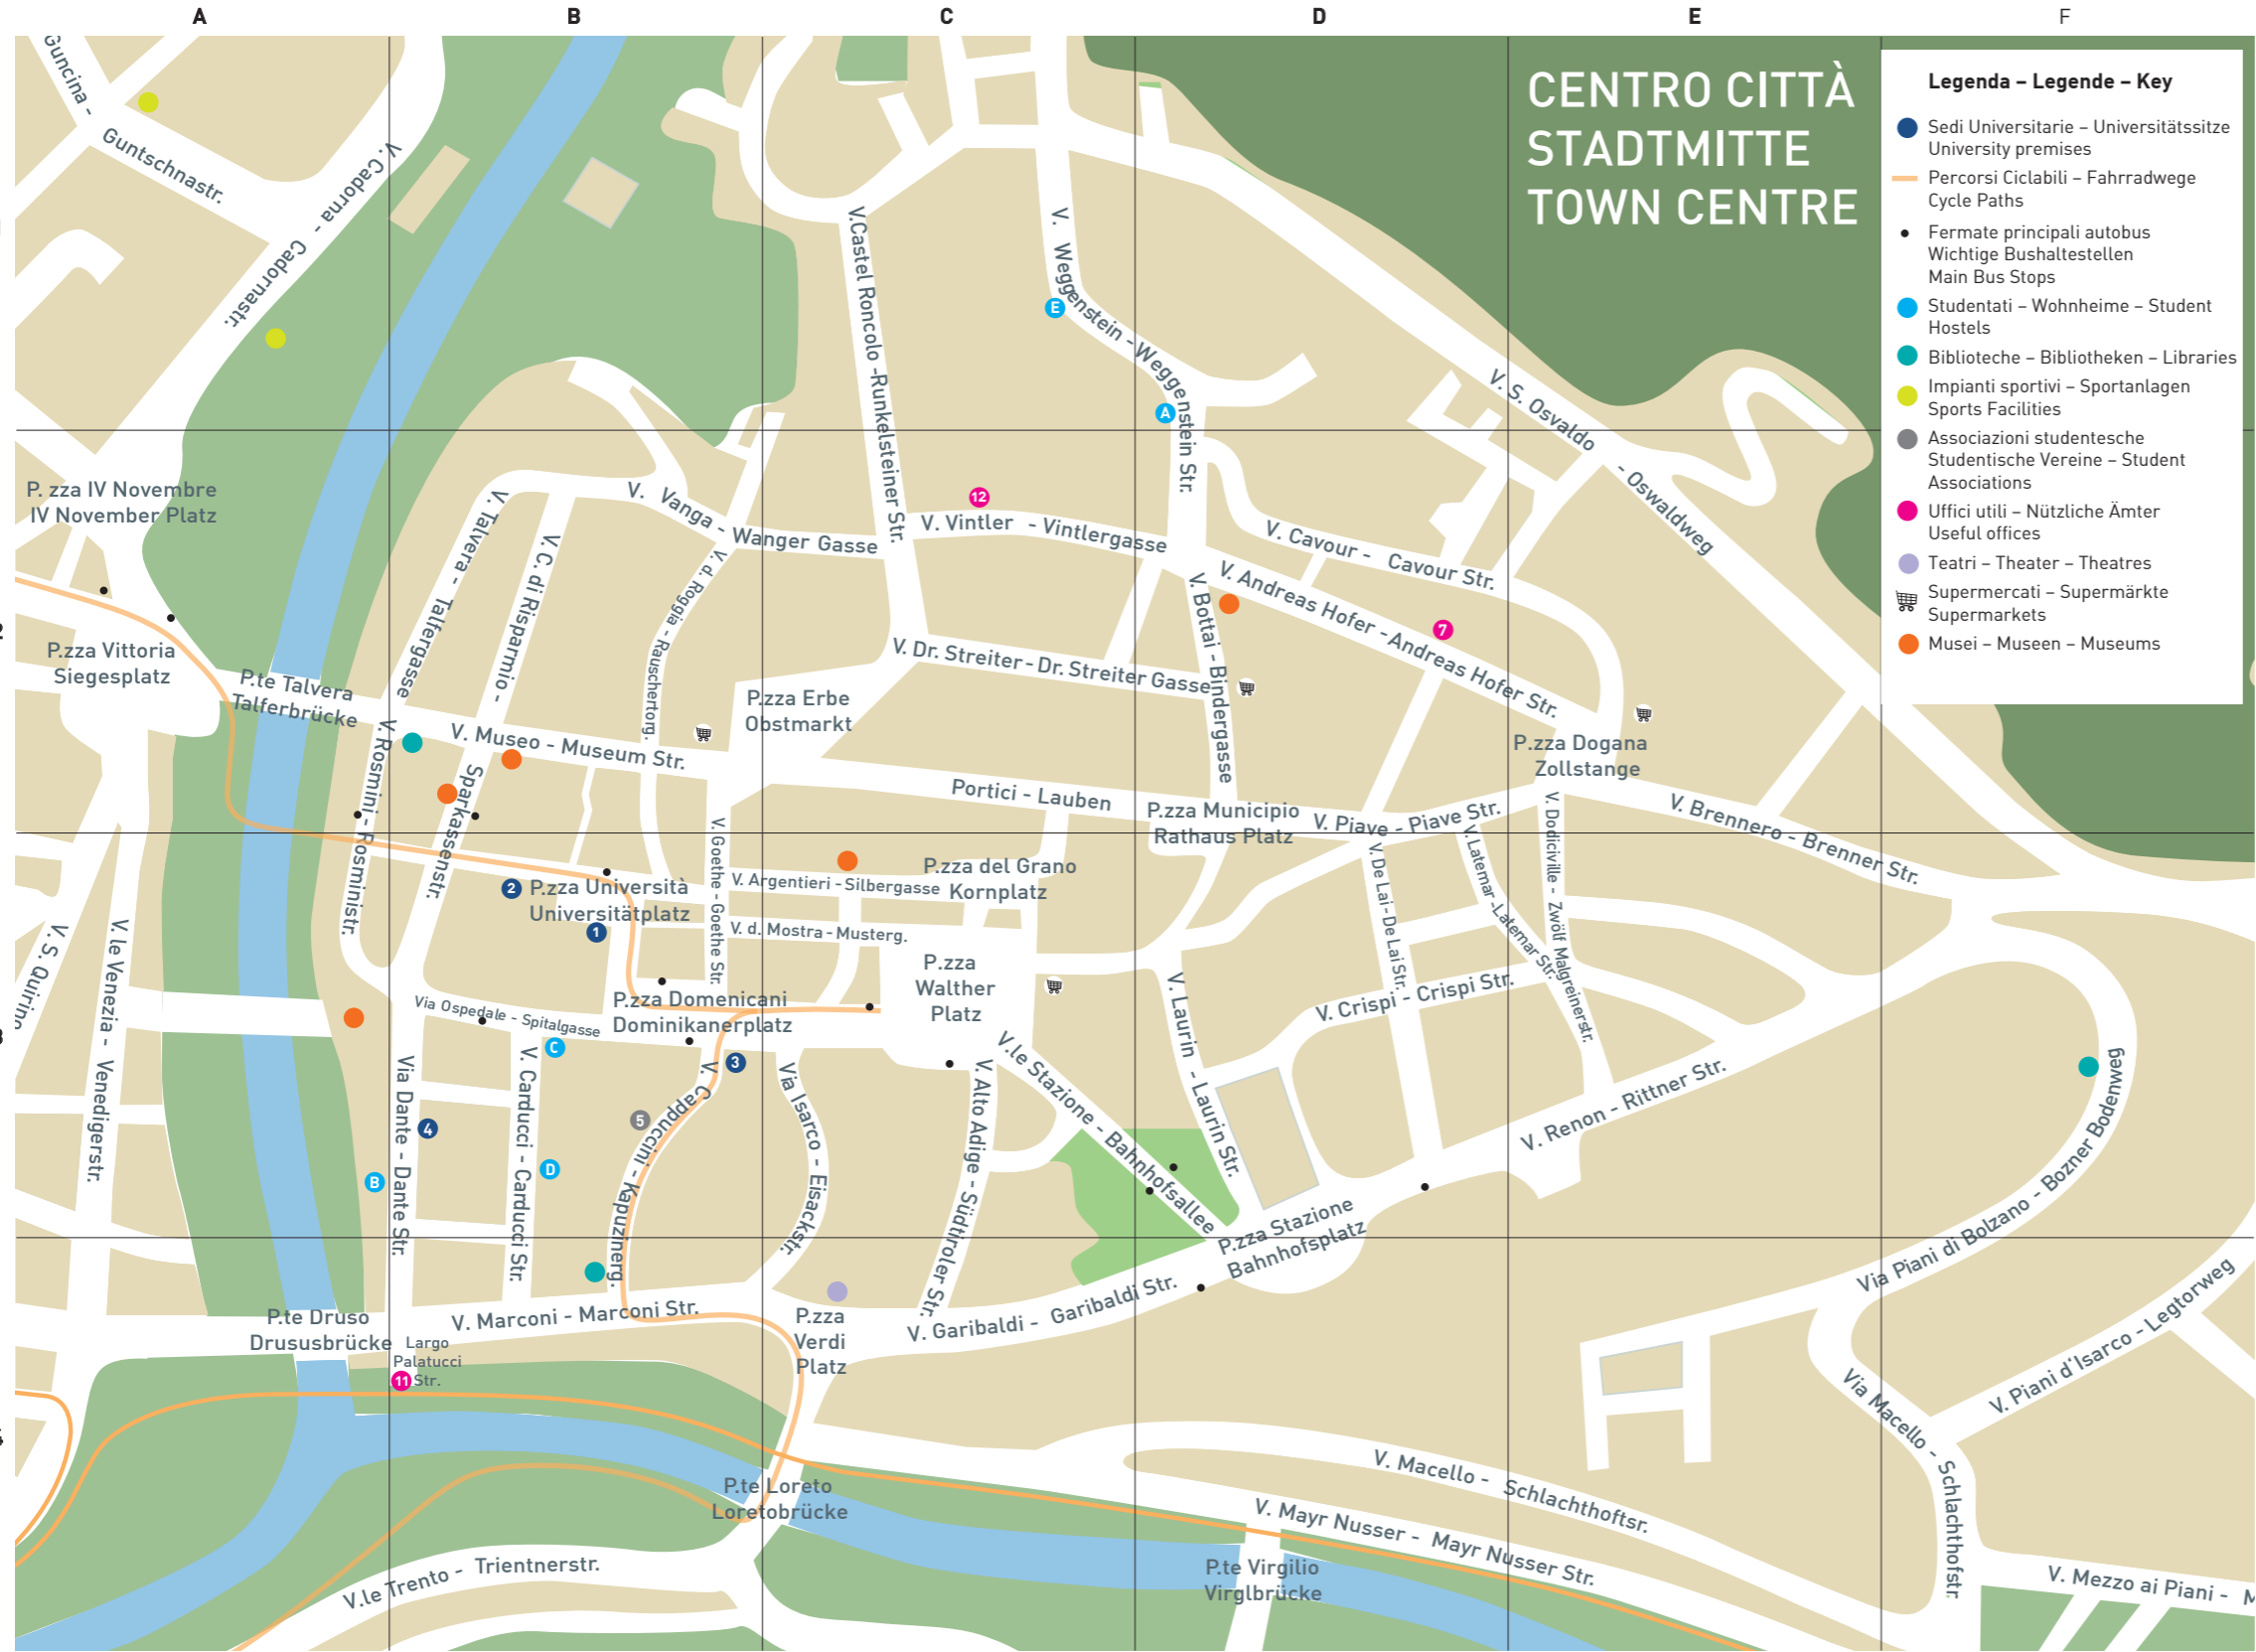 A
B
C
D
E
F
CENTRO CITTÀ
STADTMITTE
TOWN CENTRE
Legenda – Legende – Key
Sedi Universitarie – Universitätssitze
University premises
Percorsi Ciclabili – Fahrradwege
Cycle Paths
Fermate principali autobus
Wichtige Bushaltestellen
Main Bus Stops
Studentati – Wohnheime – Student
Hostels
Biblioteche – Bibliotheken – Libraries
Impianti sportivi – Sportanlagen
Sports Facilities
Associazioni studentesche
Studentische Vereine – Student
Associations
Uffici utili – Nützliche Ämter
Useful offices
Teatri – Theater – Theatres
Supermercati – Supermärkte
Supermarkets
Musei – Museen – Museums
Guncina -
Guntschnastr.
V. Cadorna - Cadornastr.
V.Castel Roncolo -Runkelsteiner Str.
V. Weggenstein -Weggenstein Str.
E
A
V. S. Osvaldo - Oswaldweg
P. zza IV Novembre
IV November Platz
V. Talvera - Talfergasse
V.C. di Risparmio - Sparkassenstr.
V. Vanga - Wanger Gasse
12
V. Vintler - Vintlergasse
V. Cavour - Cavour Str.
V. d. Roggia - Rauschertorg.
V. Bottai - Bindergasse
V. Andreas Hofer -Andreas Hofer Str.
7
P.zza Vittoria
Siegesplatz
P.te Talvera
Talferbrücke
V. Dr. Streiter- Dr. Streiter Gasse
P.zza Erbe
Obstmarkt
V. Museo - Museum Str.
V. Rosmini - Rosministr.
P.zza Dogana
Zollstange
Portici - Lauben
P.zza Municipio
Rathaus Platz
V. Piave - Piave Str.
V. Brennero - Brenner Str.
V. Dodiciville - Zwölf Malgreinerstr.
V. Latemar -Latemar Str.
V. De Lai- De Lai Str.
V. Goethe - Goethe Str.
V. Argentieri -Silbergasse
P.zza del Grano
Kornplatz
2
P.zza Università
Universitätplatz
1
V. d. Mostra - Musterg.
P.zza
Walther
Platz
V. S. Quirino
V. le Venezia - Venedigerstr.
Via Ospedale - Spitalgasse
P.zza Domenicani
Dominikanerplatz
V. Laurin - Laurin Str.
V. Crispi - Crispi Str.
C
3
V. Carducci - Carducci Str.
Via Dante - Dante Str.
V. Cappuccini - Kapuzinerg.
Via Isarco - Eisackstr.
V. Alto Adige - Südtiroler Str.
V.le Stazione - Bahnhofsallee
V. Renon - Rittner Str.
5
4
D
B
P.zza Stazione
Bahnhofsplatz
Via Piani di Bolzano - Bozner Bodenweg
P.te Druso
Drususbrücke
V. Marconi - Marconi Str.
Largo
Palatucci
Str.
11
P.zza
Verdi
Platz
V. Garibaldi - Garibaldi Str.
V. Piani d'Isarco - Legtorweg
Via Macello - Schlachthofstr.
V. Macello - Schlachthoftsr.
P.te Loreto
Loretobrücke
V. Mayr Nusser - Mayr Nusser Str.
V.le Trento - Trientnerstr.
P.te Virgilio
Virglbrücke
V. Mezzo ai Piani -